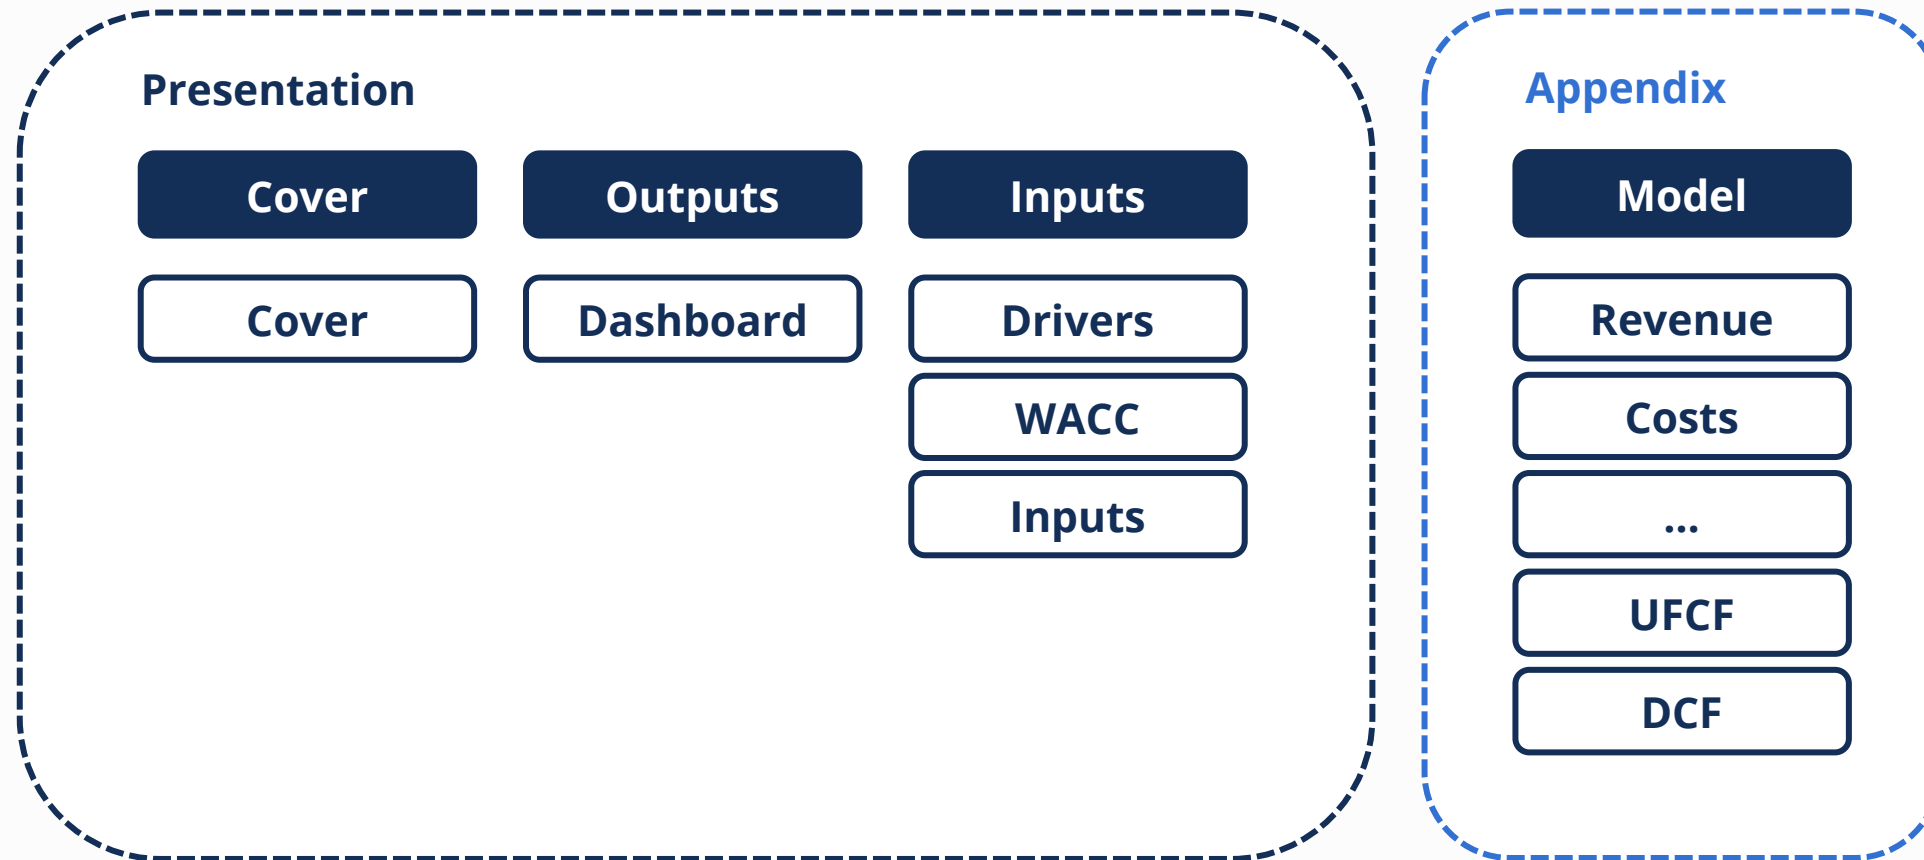 Presentation
Cover
Cover
Outputs
Dashboard
Inputs
Drivers
WACC
Inputs
Appendix
Model
Revenue
Costs
...
UFCF
DCF